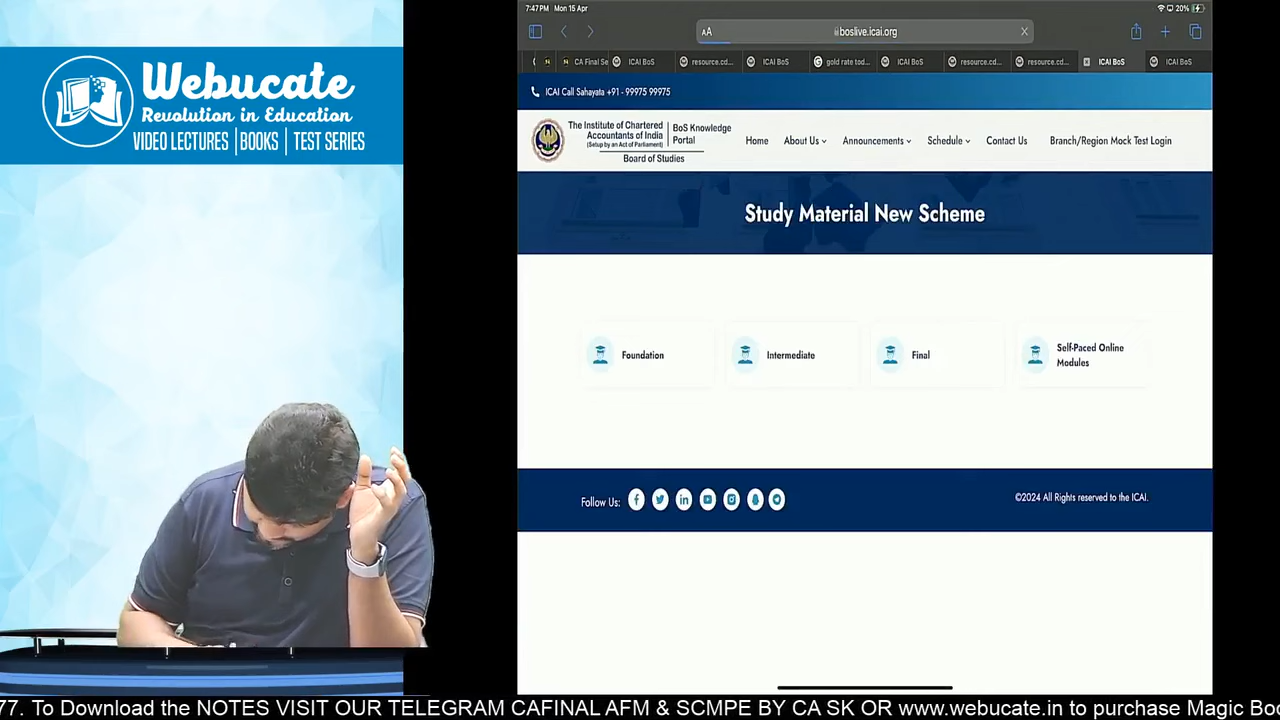 Webucate
Revolution in Education
VIDEO LECTURES | BOOKS | TEST SERIES
7:47PM Mon 15 Apr
20%
AA
boslive.icai.org
CA Final Se
ICAI BoS
resource.cd...
ICAI BoS
gold rate tod...
ICAI BoS
resource.cd...
resource.cd...
ICAI BoS
ICAI BoS
ICAI Call Sahayata +91 - 99975 99975
The Institute of Chartered
Accountants of India
(Setup by an Act of Parliament)
BoS Knowledge
Portal
Board of Studies
Home
About Us
Announcements
Schedule
Contact Us
Branch/Region Mock Test Login
Study Material New Scheme
Foundation
Intermediate
Final
Self-Paced Online
Modules
Follow Us:
©2024 All Rights reserved to the ICAI.
77. To Download the NOTES VISIT OUR TELEGRAM CAFINAL AFM & SCMPE BY CA SK OR www.webucate.in to purchase Magic Boo